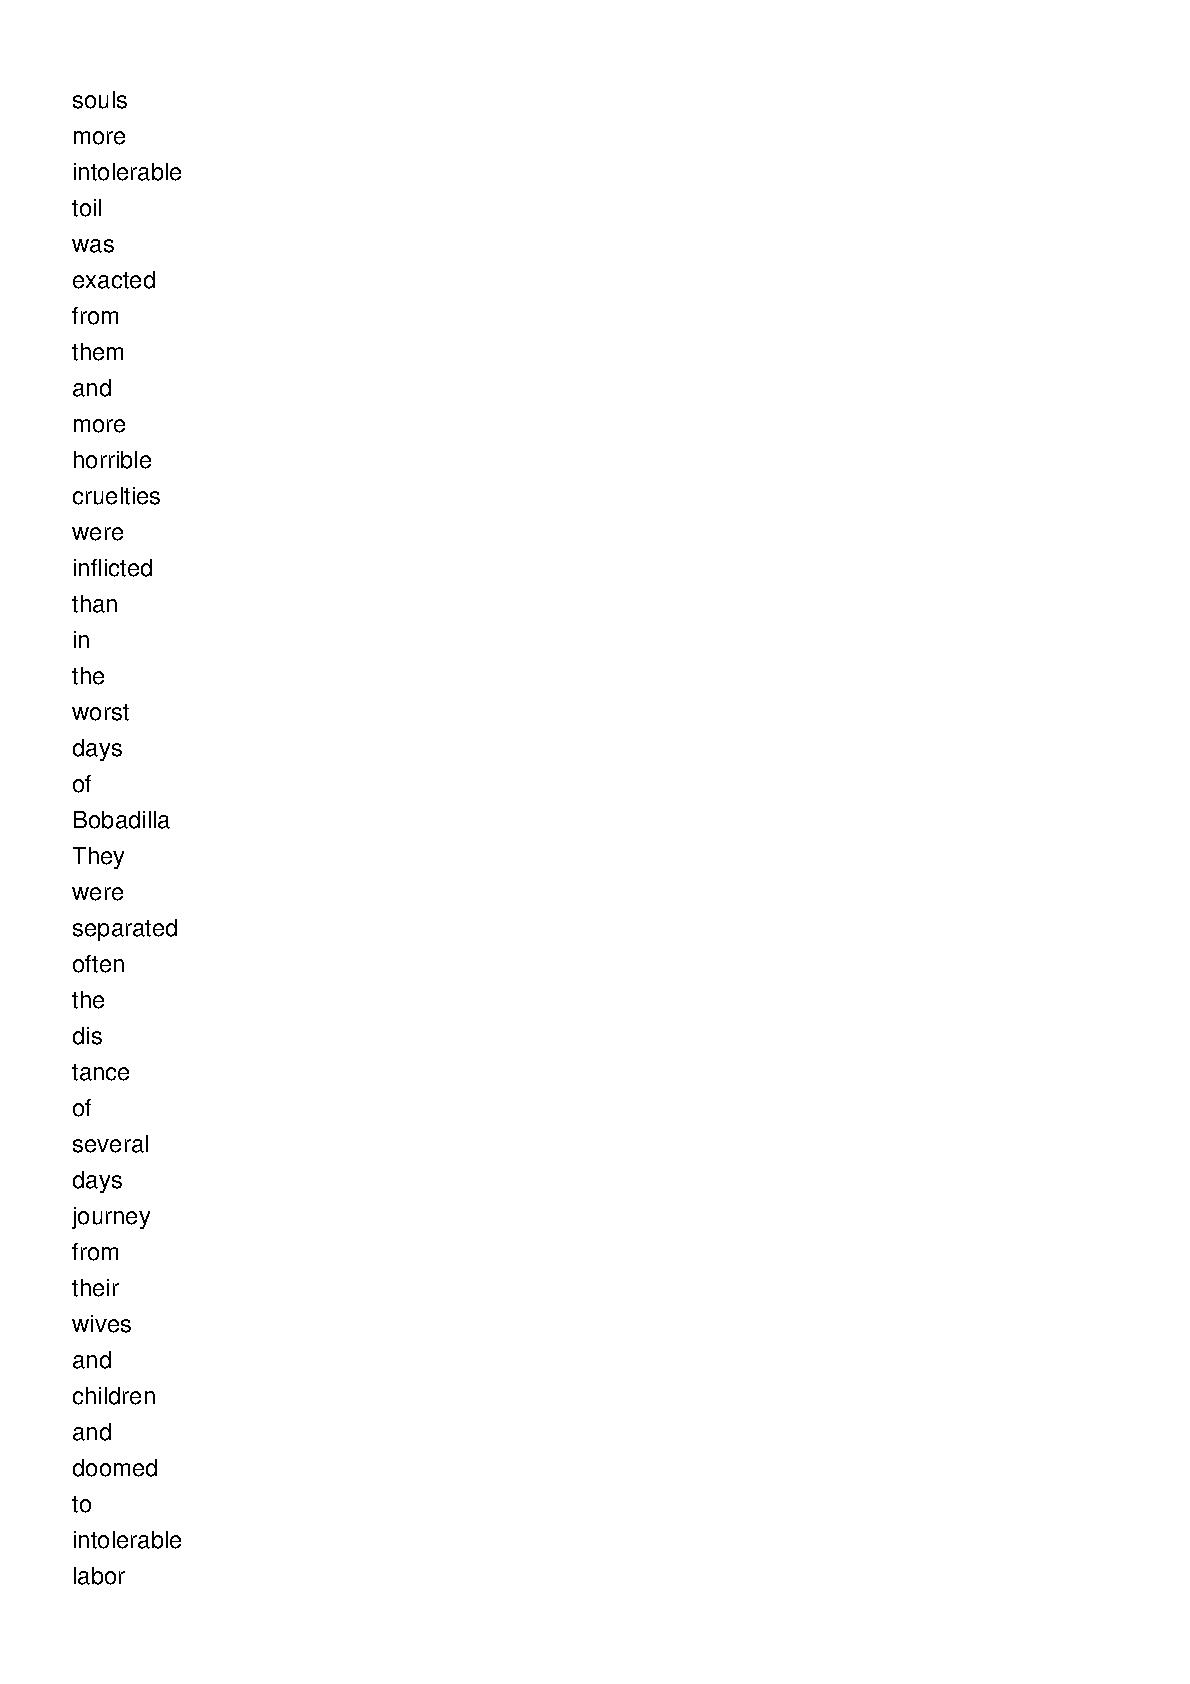 souls
more
intolerable
toil
was
exacted
from
them
and
more
horrible
cruelties
were
inflicted
than
in
the
worst
days
of
Bobadilla
They
were
separated
often
the
dis
tance
of
several
days
journey
from
their
wives
and
children
and
doomed
to
intolerable
labor